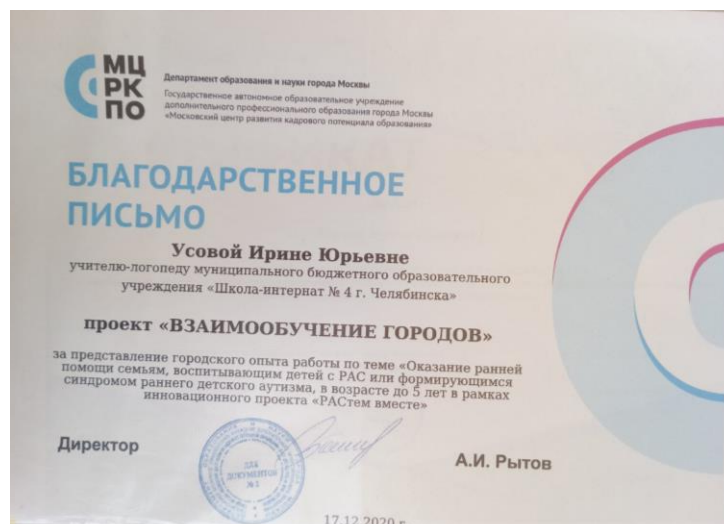 МЦ
РК
ПО
Департамент образования и науки города Москвы
Государственное автономное образовательное учреждение
дополнительного профессионального образования города Москвы
«Московский центр развития кадрового потенциала образования»
БЛАГОДАРСТВЕННОЕ
ПИСЬМО
Усовой Ирине Юрьевне
учителю-логопеду муниципального бюджетного образовательного
учреждения «Школа-интернат № 4 г. Челябинска»
проект «ВЗАИМООБУЧЕНИЕ ГОРОДОВ»
за представление городского опыта работы по теме «Оказание ранней
помощи семьям, воспитывающим детей с РАС или формирующимся
синдромом раннего детского аутизма, в возрасте до 5 лет в рамках
инновационного проекта «РАСтем вместе»
Директор
ДЛЯ
ДОКУМЕНТОВ
№ 2
А.И. Рытов
17.12.2020 г.